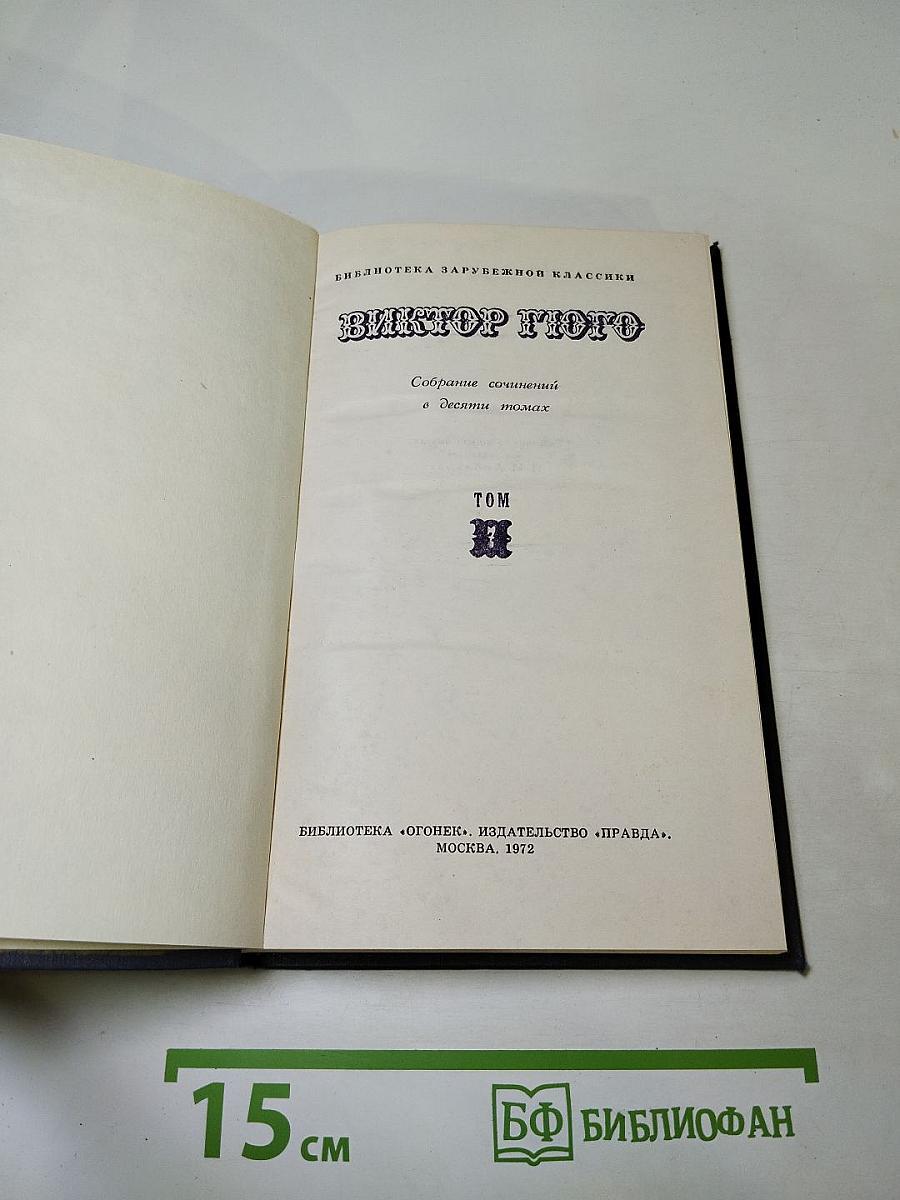 БИБЛИОТЕКА ЗАРУБЕЖНОЙ КЛАССИКИ
ВИКТОР ГЮГО
Собрание сочинений
в десяти томах
ТОМ
БИБЛИОТЕКА «ОГОНЕК». ИЗДАТЕЛЬСТВО «ПРАВДА».
МОСКВА. 1972
15 см
БФ БИБЛИОФАН